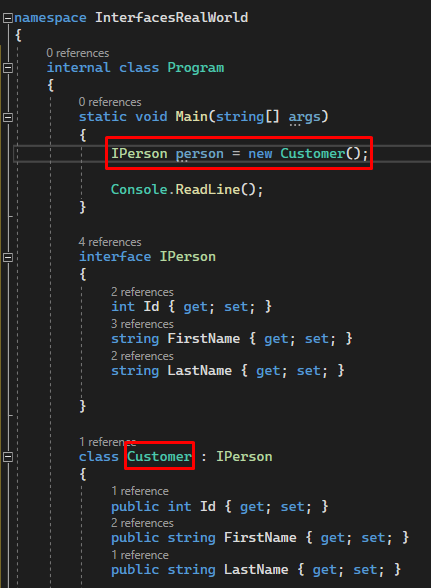 namespace InterfacesRealWorld
{
0 references
internal class Program
{
0 references
static void Main(string[] args)
{
IPerson person = new Customer();
Console.ReadLine();
}
4 references
interface IPerson
{
2 references
int Id { get; set; }
3 references
string FirstName { get; set; }
2 references
string LastName { get; set; }
}
1 reference
class Customer : IPerson
{
1 reference
public int Id { get; set; }
2 references
public string FirstName { get; set; }
1 reference
public string LastName { get; set; }